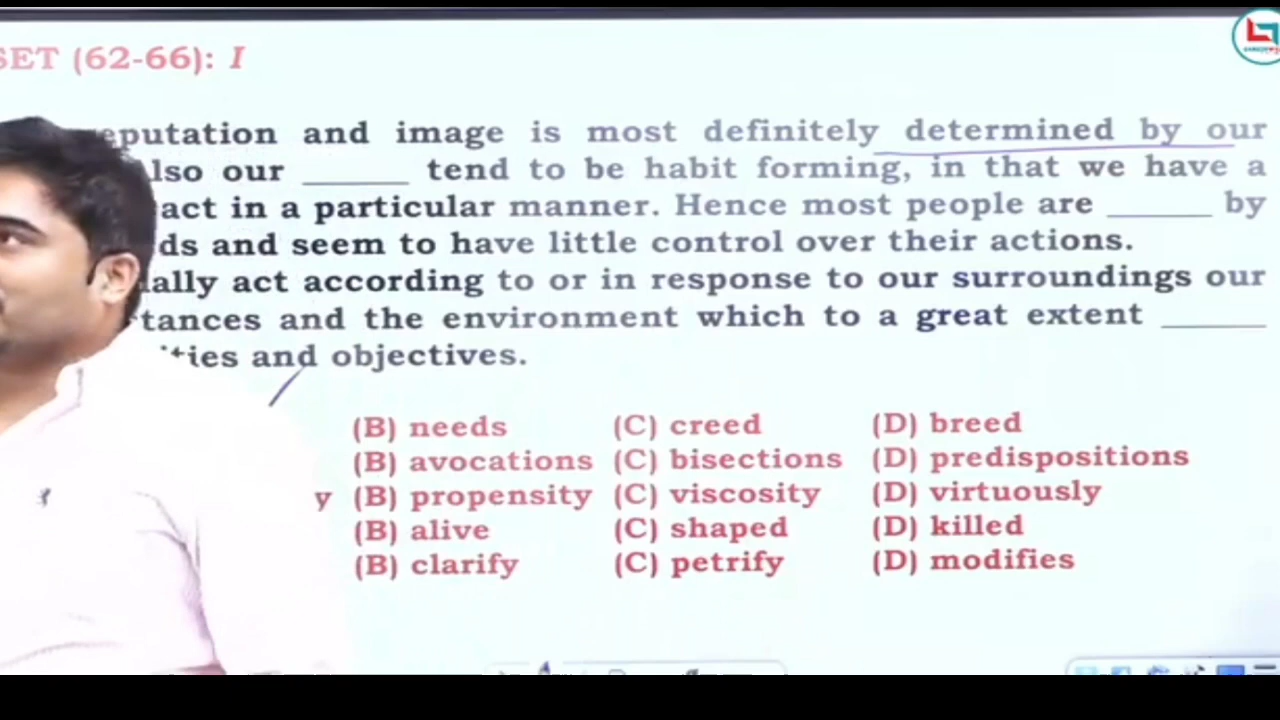 SET (62-66): I
eputation and image is most definitely determined by our
lso our ______ tend to be habit forming, in that we have a
act in a particular manner. Hence most people are ______ by
ds and seem to have little control over their actions.
ally act according to or in response to our surroundings our
tances and the environment which to a great extent ______
ties and objectives.
(B) needs (C) creed (D) breed
(B) avocations (C) bisections (D) predispositions
y (B) propensity (C) viscosity (D) virtuously
(B) alive (C) shaped (D) killed
(B) clarify (C) petrify (D) modifies